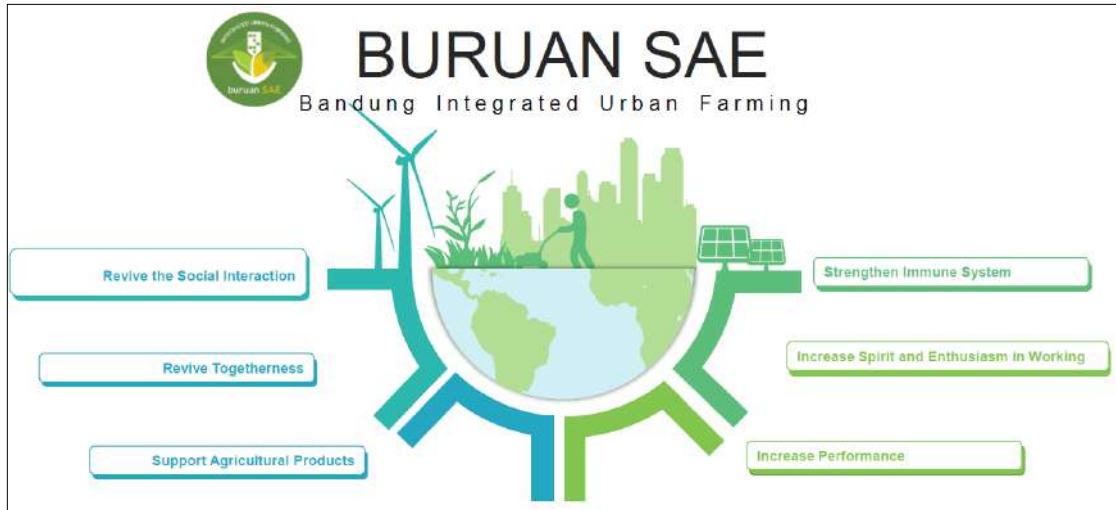 BURUAN SAE
Bandung Integrated Urban Farming
buruan SAE
Revive the Social Interaction
Revive Togetherness
Support Agricultural Products
Strengthen Immune System
Increase Spirit and Enthusiasm in Working
Increase Performance